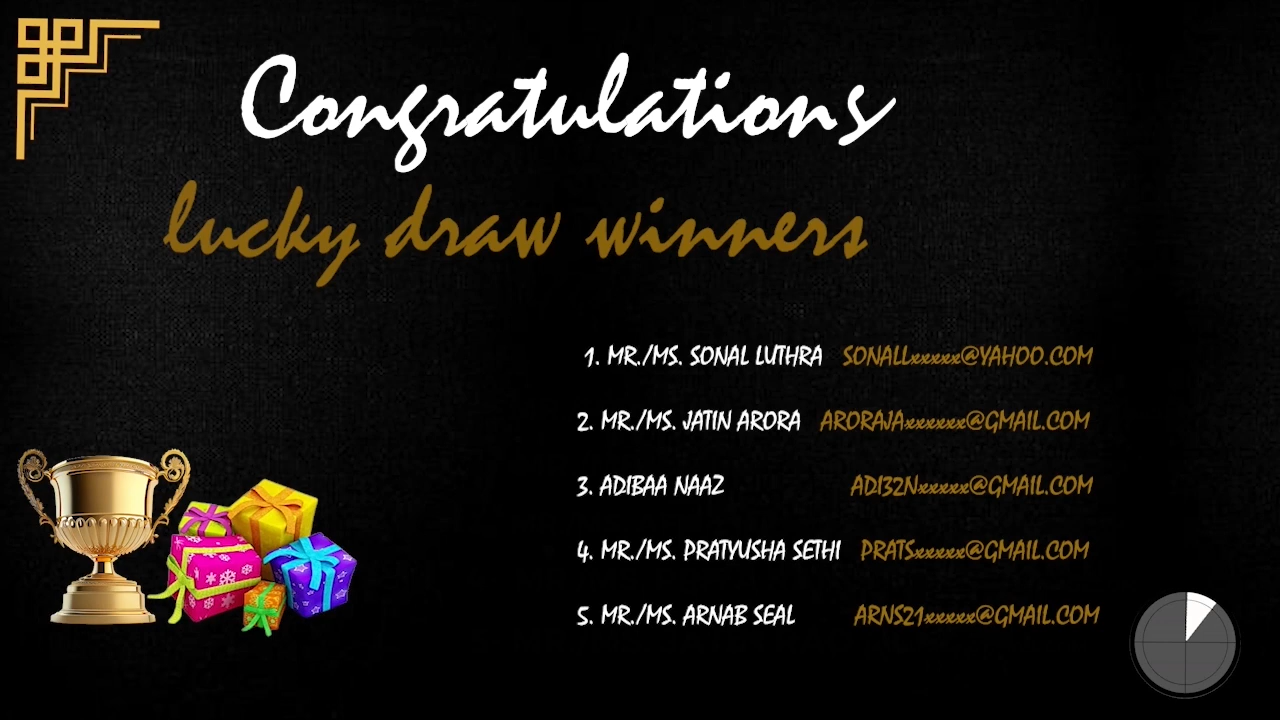 Congratulations
lucky draw winners
1. MR./MS. SONAL LUTHRA SONALLxxxxx@YAHOO.COM
2. MR./MS. JATIN ARORA ARORAJAxxxxxx@GMAIL.COM
3. ADIBAA NAAZ ADI32Nxxxxx@GMAIL.COM
4. MR./MS. PRATYUSHA SETHI PRATSxxxxx@GMAIL.COM
5. MR./MS. ARNAB SEAL ARNS21xxxxx@GMAIL.COM